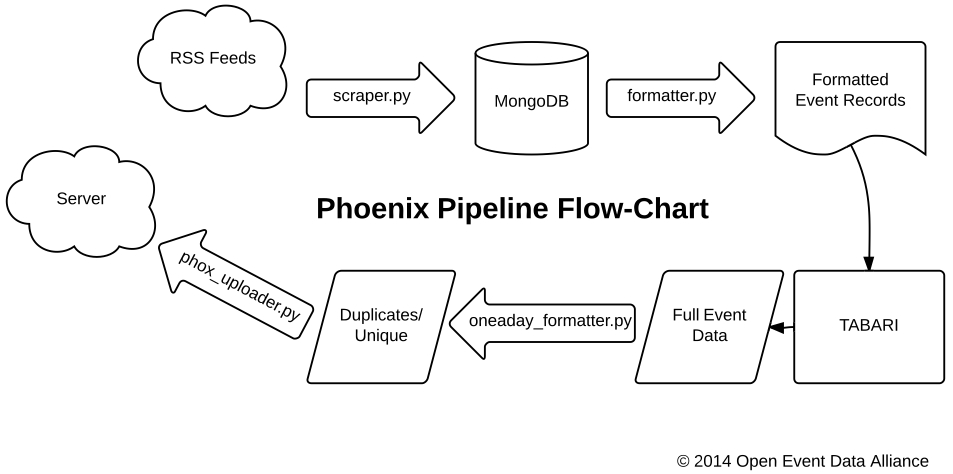 RSS Feeds
scraper.py
MongoDB
formatter.py
Formatted
Event Records
Server
Phoenix Pipeline Flow-Chart
phox_uploader.py
Duplicates/
Unique
oneaday_formatter.py
Full Event
Data
TABARI
© 2014 Open Event Data Alliance